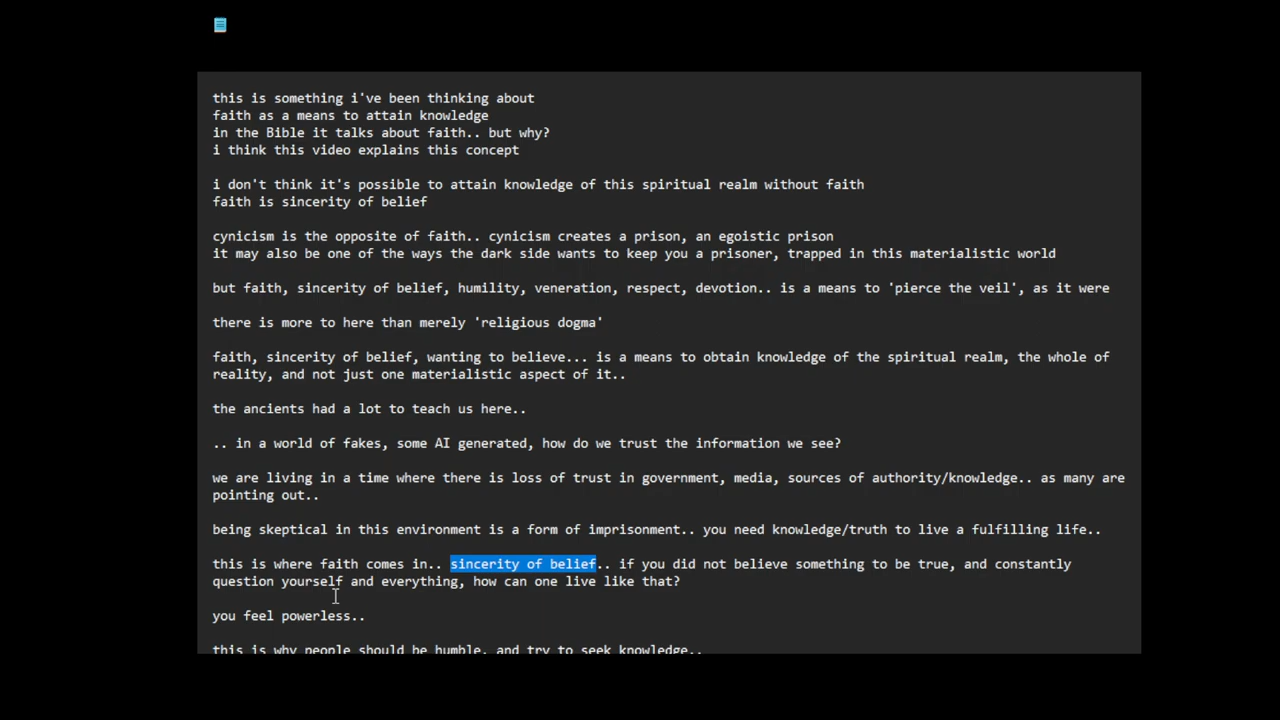 this is something i've been thinking about
faith as a means to attain knowledge
in the Bible it talks about faith.. but why?
i think this video explains this concept
i don't think it's possible to attain knowledge of this spiritual realm without faith
faith is sincerity of belief
cynicism is the opposite of faith.. cynicism creates a prison, an egoistic prison
it may also be one of the ways the dark side wants to keep you a prisoner, trapped in this materialistic world
but faith, sincerity of belief, humility, veneration, respect, devotion.. is a means to 'pierce the veil', as it were
there is more to here than merely 'religious dogma'
faith, sincerity of belief, wanting to believe... is a means to obtain knowledge of the spiritual realm, the whole of
reality, and not just one materialistic aspect of it..
the ancients had a lot to teach us here..
.. in a world of fakes, some AI generated, how do we trust the information we see?
we are living in a time where there is loss of trust in government, media, sources of authority/knowledge.. as many are
pointing out..
being skeptical in this environment is a form of imprisonment.. you need knowledge/truth to live a fulfilling life..
this is where faith comes in.. sincerity of belief.. if you did not believe something to be true, and constantly
question yourself and everything, how can one live like that?
you feel powerless..
this is why people should be humble, and try to seek knowledge..